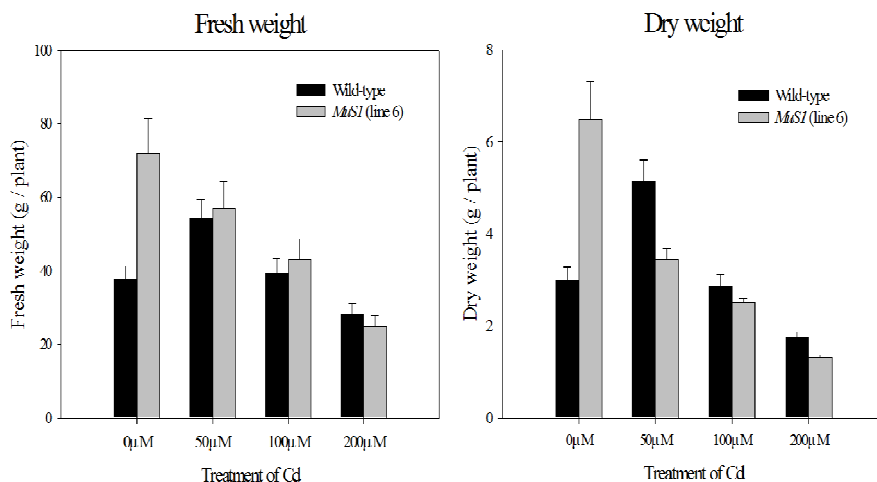 Fresh weight
Fresh weight (g / plant)
100
80
60
40
20
0
Wild-type
MuS1 (line 6)
0μM 50μM 100μM 200μM
Treatment of Cd
Dry weight
Dry weight (g / plant)
8
6
4
2
0
Wild-type
MuS1 (line 6)
0μM 50μM 100μM 200μM
Treatment of Cd